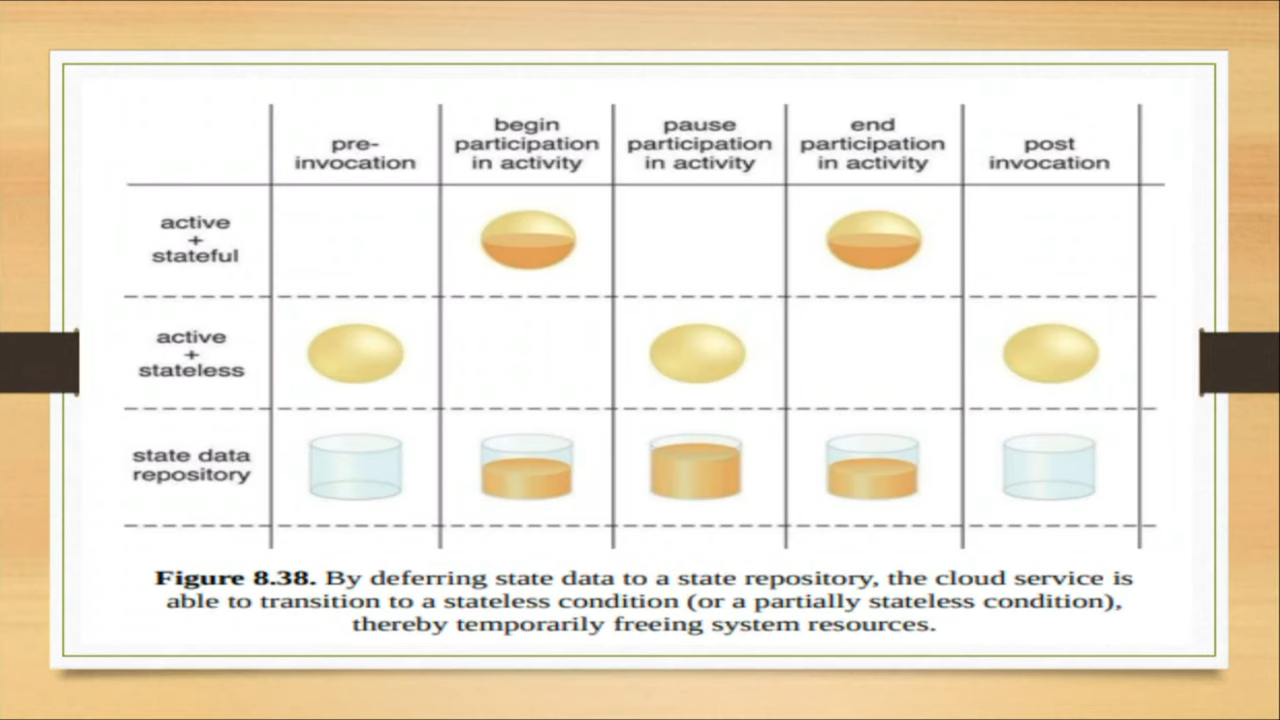 pre-
invocation
begin
participation
in activity
pause
participation
in activity
end
participation
in activity
post
invocation
active
+
stateful
active
+
stateless
state data
repository
Figure 8.38. By deferring state data to a state repository, the cloud service is
able to transition to a stateless condition (or a partially stateless condition),
thereby temporarily freeing system resources.